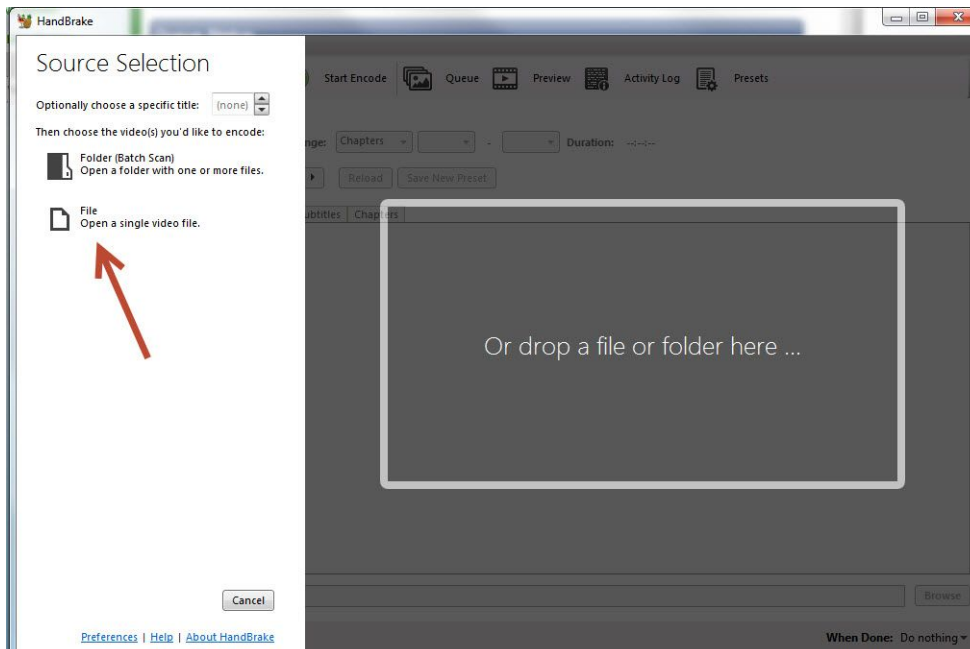 HandBrake
Source Selection
Optionally choose a specific title: (none)
Then choose the video(s) you'd like to encode:
Folder (Batch Scan)
Open a folder with one or more files.
File
Open a single video file.
Cancel
Preferences | Help | About HandBrake
Start Encode Queue Preview Activity Log Presets
Chapters - Duration: --:--:--
Reload Save New Preset
Chapters
Or drop a file or folder here ...
Browse
When Done: Do nothing